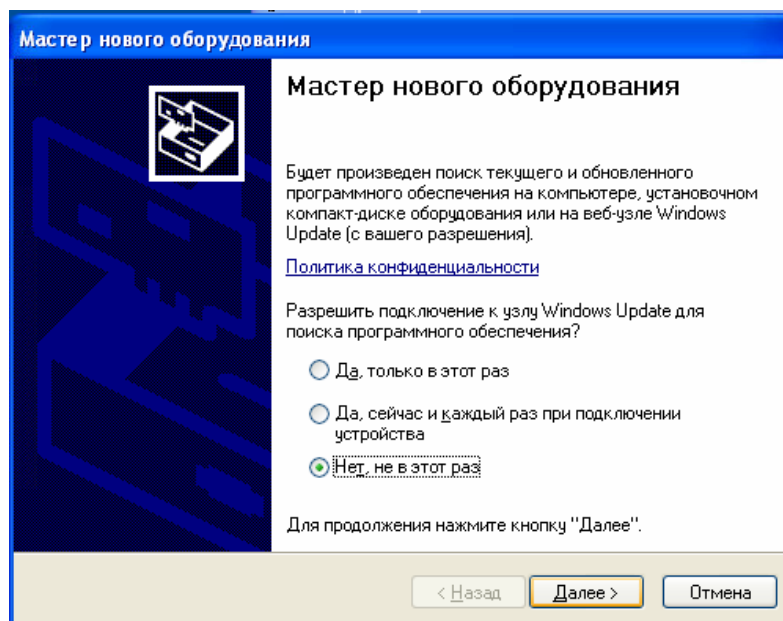 Мастер нового оборудования
Мастер нового оборудования
Будет произведен поиск текущего и обновленного
программного обеспечения на компьютере, установочном
компакт-диске оборудования или на веб-узле Windows
Update (с вашего разрешения).
Политика конфиденциальности
Разрешить подключение к узлу Windows Update для
поиска программного обеспечения?
Да, только в этот раз
Да, сейчас и каждый раз при подключении
устройства
Нет, не в этот раз
Для продолжения нажмите кнопку "Далее".
< Назад Далее > Отмена